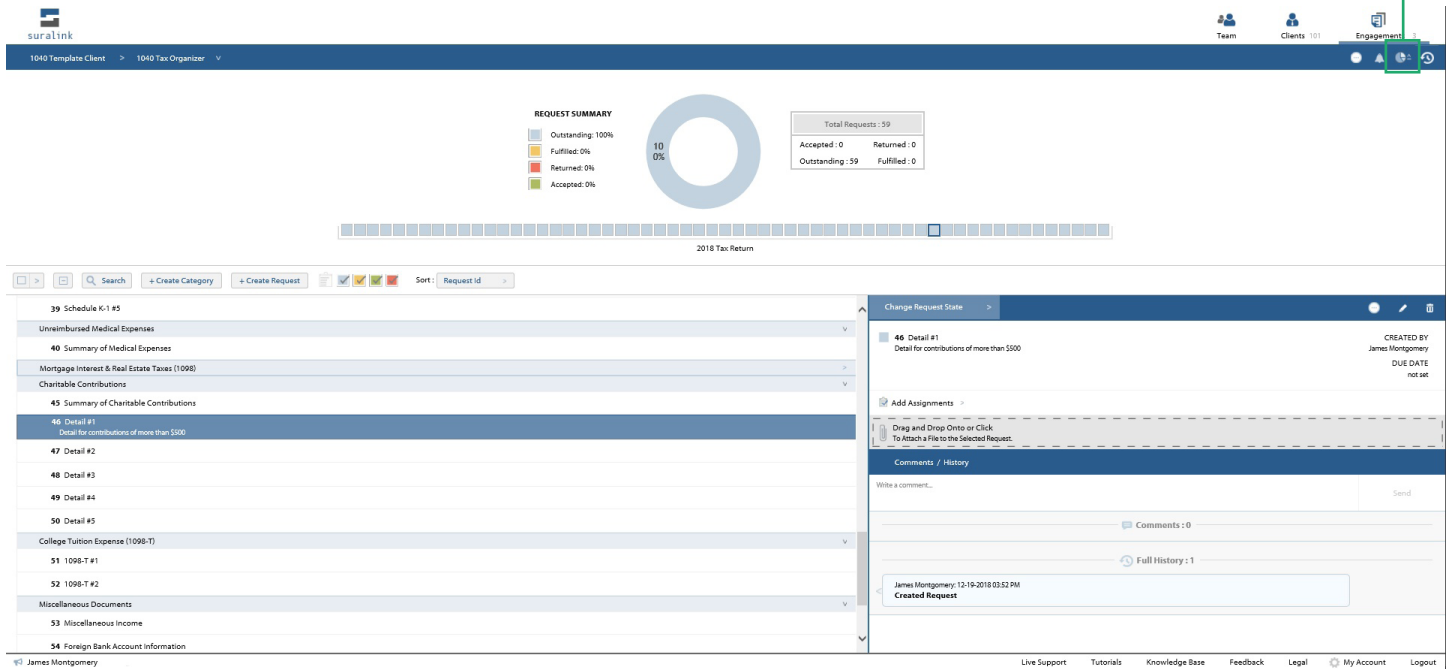 suralink
Team
Clients 101
Engagements 3
1040 Template Client > 1040 Tax Organizer v
REQUEST SUMMARY
Outstanding: 100%
Fulfilled: 0%
Returned: 0%
Accepted: 0%
10
0%
Total Requests : 59
Accepted : 0 Returned : 0
Outstanding : 59 Fulfilled : 0
2018 Tax Return
Search
+ Create Category
+ Create Request
Sort : Request Id >
39 Schedule K-1 #5
Unreimbursed Medical Expenses
40 Summary of Medical Expenses
Mortgage Interest & Real Estate Taxes (1098)
Charitable Contributions
45 Summary of Charitable Contributions
46 Detail #1
Detail for contributions of more than $500
47 Detail #2
48 Detail #3
49 Detail #4
50 Detail #5
College Tuition Expense (1098-T)
51 1098-T #1
52 1098-T #2
Miscellaneous Documents
53 Miscellaneous Income
54 Foreign Bank Account Information
Change Request State >
46 Detail #1
Detail for contributions of more than $500
CREATED BY
James Montgomery
DUE DATE
not set
Add Assignments >
Drag and Drop Onto or Click
To Attach a File to the Selected Request.
Comments / History
Write a comment...
Send
Comments : 0
Full History : 1
James Montgomery: 12-19-2018 03:52 PM
Created Request
James Montgomery
Live Support Tutorials Knowledge Base Feedback Legal My Account Logout